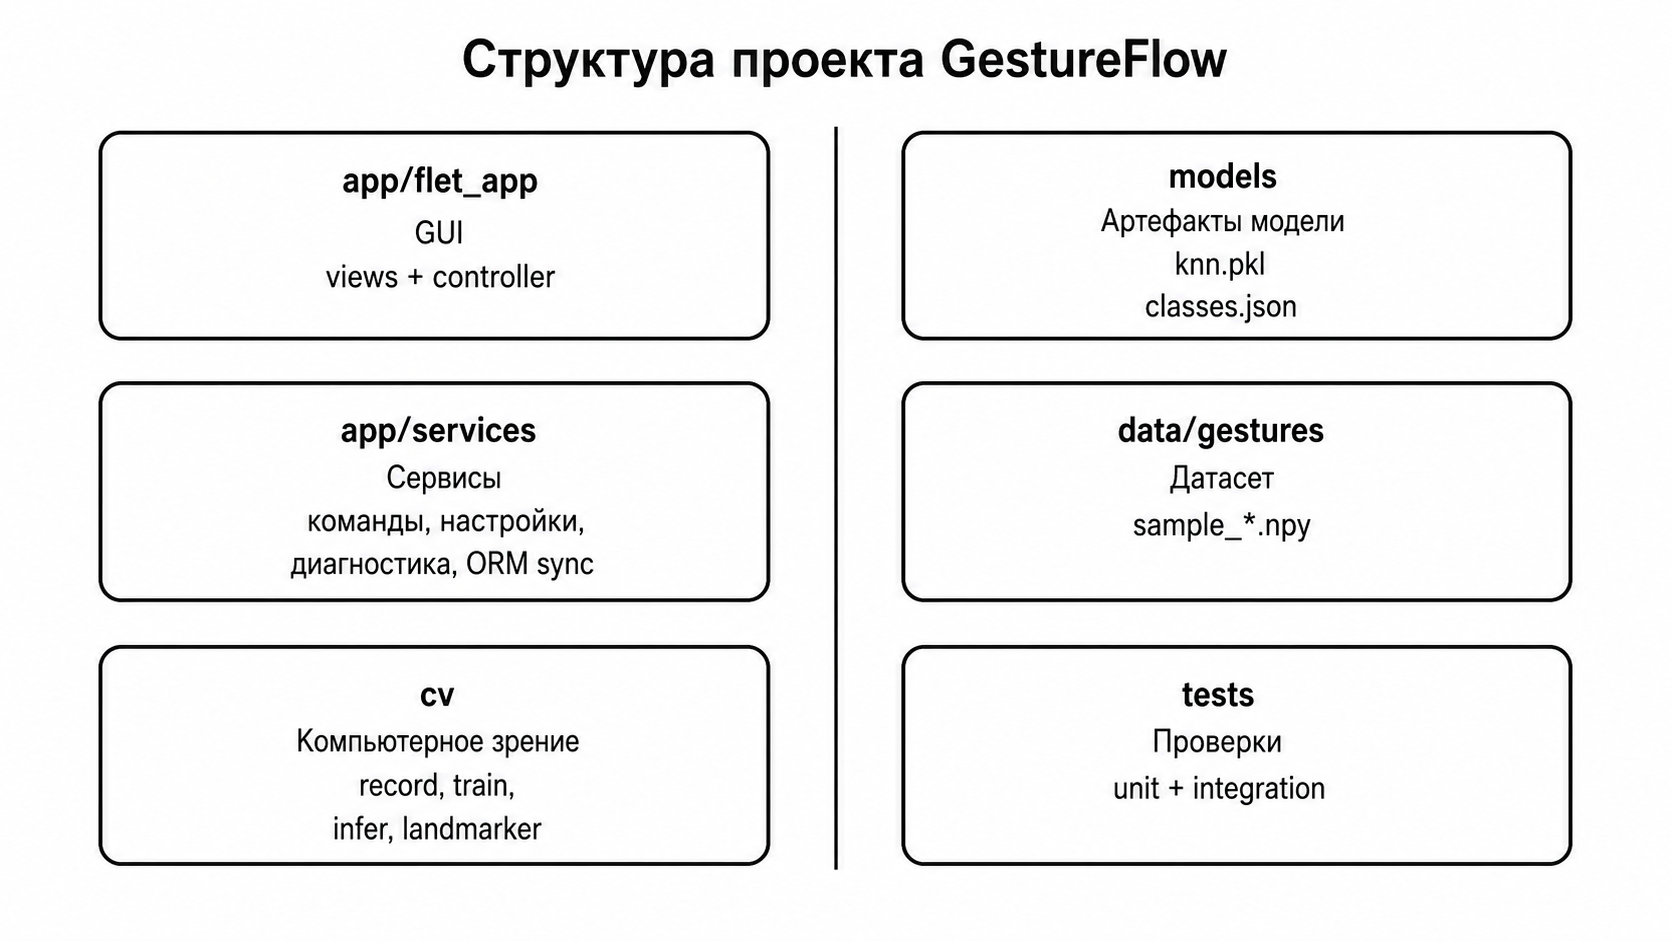 Структура проекта GestureFlow
app/flet_app
GUI
views + controller
app/services
Сервисы
команды, настройки,
диагностика, ORM sync
cv
Компьютерное зрение
record, train,
infer, landmarker
models
Артефакты модели
knn.pkl
classes.json
data/gestures
Датасет
sample_*.npy
tests
Проверки
unit + integration